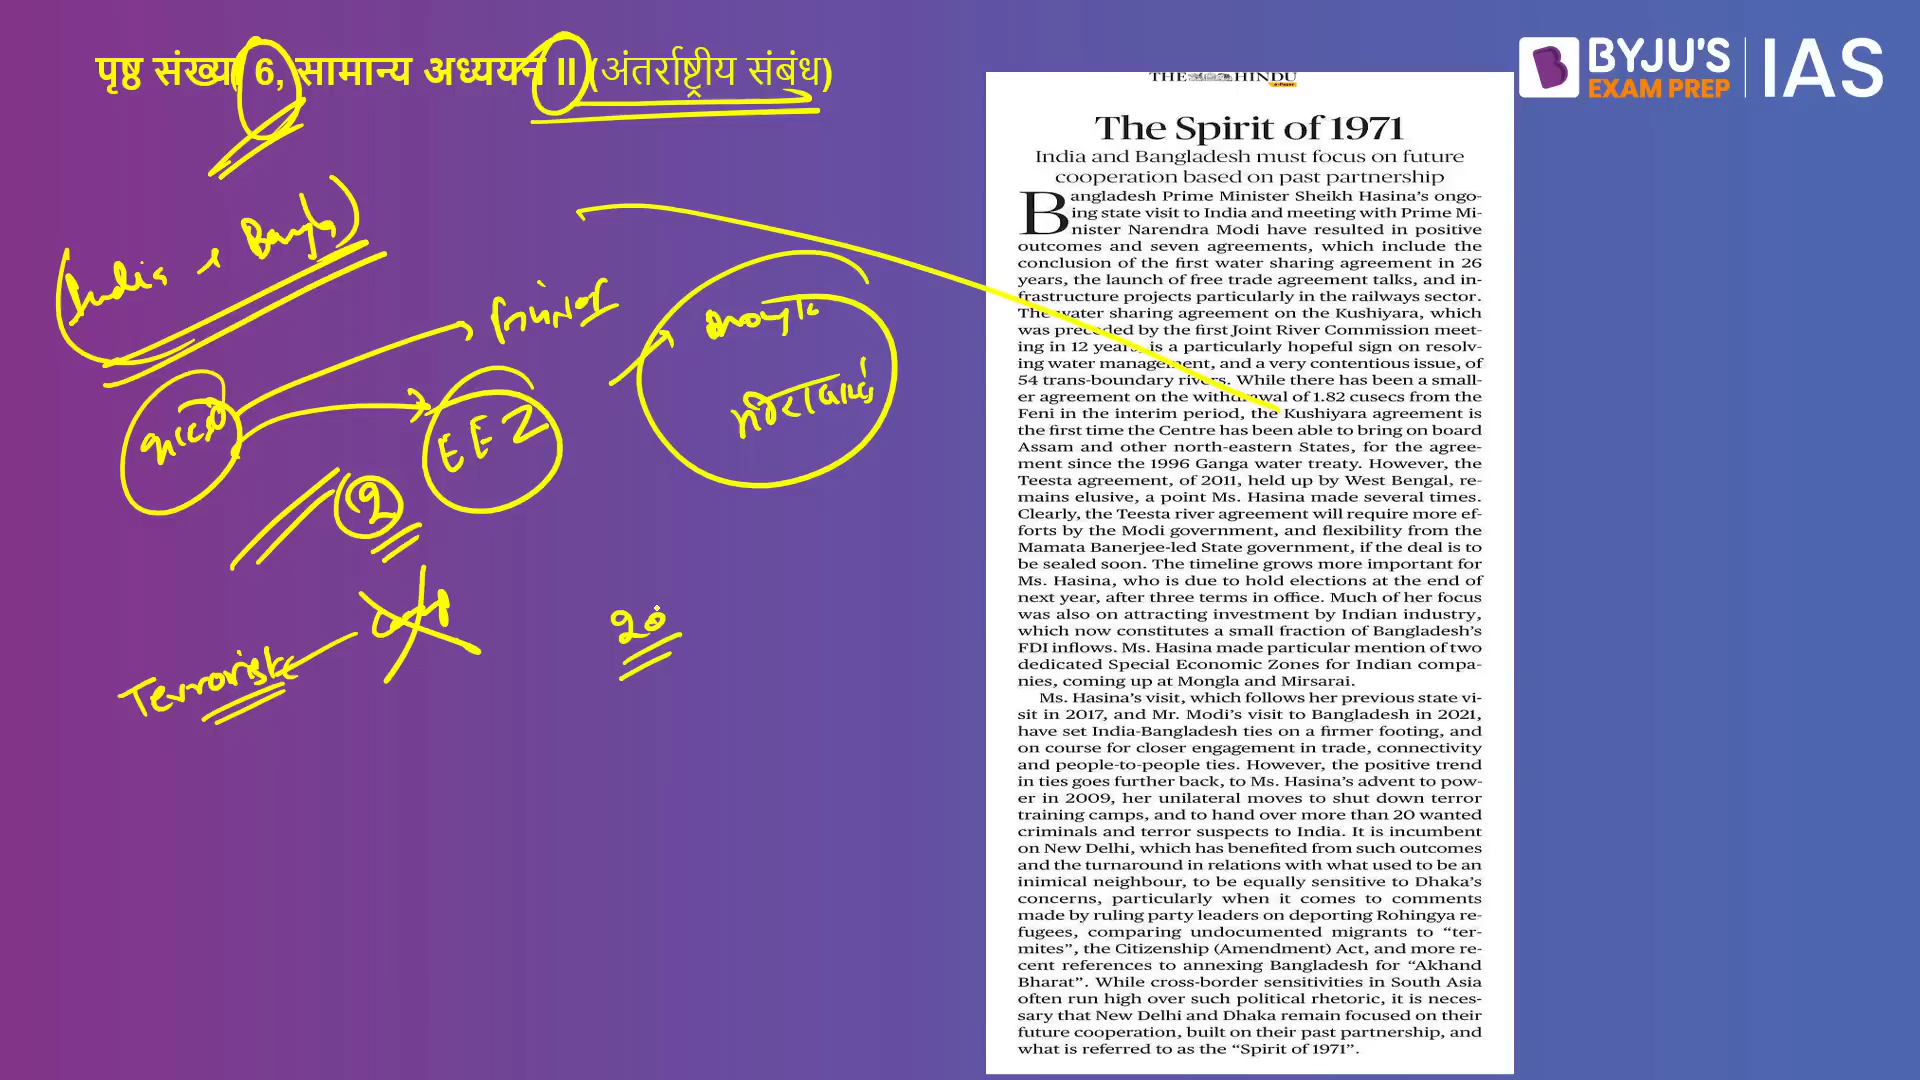 पृष्ठ संख्या 6, सामान्य अध्ययन II (अंतर्राष्ट्रीय संबंध)
BYJU'S
EXAM PREP
IAS
THE HINDU
e-Paper
The Spirit of 1971
India and Bangladesh must focus on future
cooperation based on past partnership
Bangladesh Prime Minister Sheikh Hasina's ongo-
ing state visit to India and meeting with Prime Mi-
nister Narendra Modi have resulted in positive
outcomes and seven agreements, which include the
conclusion of the first water sharing agreement in 26
years, the launch of free trade agreement talks, and in-
frastructure projects particularly in the railways sector.
The water sharing agreement on the Kushiyara, which
was preceded by the first Joint River Commission meet-
ing in 12 years, is a particularly hopeful sign on resolv-
ing water management, and a very contentious issue, of
54 trans-boundary rivers. While there has been a small-
er agreement on the withdrawal of 1.82 cusecs from the
Feni in the interim period, the Kushiyara agreement is
the first time the Centre has been able to bring on board
Assam and other north-eastern States, for the agree-
ment since the 1996 Ganga water treaty. However, the
Teesta agreement, of 2011, held up by West Bengal, re-
mains elusive, a point Ms. Hasina made several times.
Clearly, the Teesta river agreement will require more ef-
forts by the Modi government, and flexibility from the
Mamata Banerjee-led State government, if the deal is to
be sealed soon. The timeline grows more important for
Ms. Hasina, who is due to hold elections at the end of
next year, after three terms in office. Much of her focus
was also on attracting investment by Indian industry,
which now constitutes a small fraction of Bangladesh's
FDI inflows. Ms. Hasina made particular mention of two
dedicated Special Economic Zones for Indian compa-
nies, coming up at Mongla and Mirsarai.
Ms. Hasina's visit, which follows her previous state vi-
sit in 2017, and Mr. Modi's visit to Bangladesh in 2021,
have set India-Bangladesh ties on a firmer footing, and
on course for closer engagement in trade, connectivity
and people-to-people ties. However, the positive trend
in ties goes further back, to Ms. Hasina's advent to pow-
er in 2009, her unilateral moves to shut down terror
training camps, and to hand over more than 20 wanted
criminals and terror suspects to India. It is incumbent
on New Delhi, which has benefited from such outcomes
and the turnaround in relations with what used to be an
inimical neighbour, to be equally sensitive to Dhaka's
concerns, particularly when it comes to comments
made by ruling party leaders on deporting Rohingya re-
fugees, comparing undocumented migrants to “ter-
mites”, the Citizenship (Amendment) Act, and more re-
cent references to annexing Bangladesh for “Akhand
Bharat”. While cross-border sensitivities in South Asia
often run high over such political rhetoric, it is neces-
sary that New Delhi and Dhaka remain focused on their
future cooperation, built on their past partnership, and
what is referred to as the “Spirit of 1971”.
India
EEZ
2
20